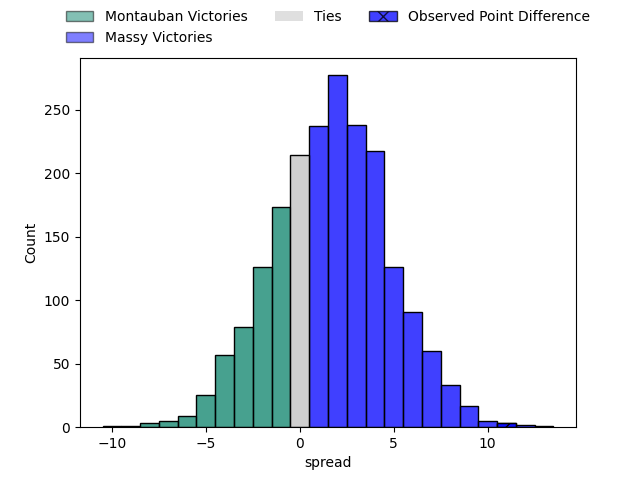 Montauban Victories
Massy Victories
Ties
Observed Point Difference
Count
250
200
150
100
50
0
−10
−5
0
5
10
spread